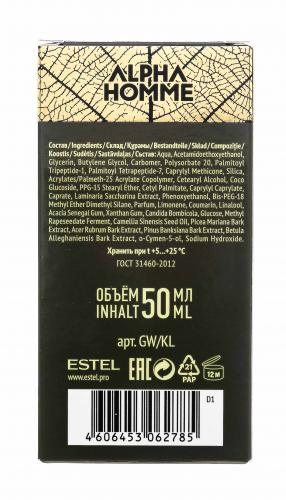 ALPHA
HOMME
Состав/Ingredients/Склад/Құрамы/Bestandteile/Skład/Compoziție/
Koostis/Sudėtis/Sastāvdaļas/Състав: Aqua, Acetamidoethoxyethanol,
Glycerin, Butylene Glycol, Carbomer, Polysorbate 20, Palmitoyl
Tripeptide-1, Palmitoyl Tetrapeptide-7, Caprylyl Methicone, Silica,
Acrylates/Palmeth-25 Acrylate Copolymer, Cetearyl Alcohol, Coco
Glucoside, PPG-15 Stearyl Ether, Cetyl Palmitate, Caprylyl Caprylate,
Caprate, Laminaria Saccharina Extract, Phenoxyethanol, Bis-PEG-18
Methyl Ether Dimethyl Silane, Parfum, Limonene, Coumarin, Linalool,
Acacia Senegal Gum, Xanthan Gum, Candida Bombicola, Glucose, Methyl
Rapeseedate Ferment, Camellia Sinensis Seed Oil, Picea Mariana Bark
Extract, Acer Rubrum Bark Extract, Pinus Banksiana Bark Extract, Betula
Alleghaniensis Bark Extract, o-Cymen-5-ol, Sodium Hydroxide.
Хранить при t +5...+25 °C
ГОСТ 31460-2012
ОБЪЁМ 50 МЛ
INHALT ML
арт. GW/KL
ESTEL
www.estel.pro
EAC
21
PAP
12 M
D1
4 606453 062785